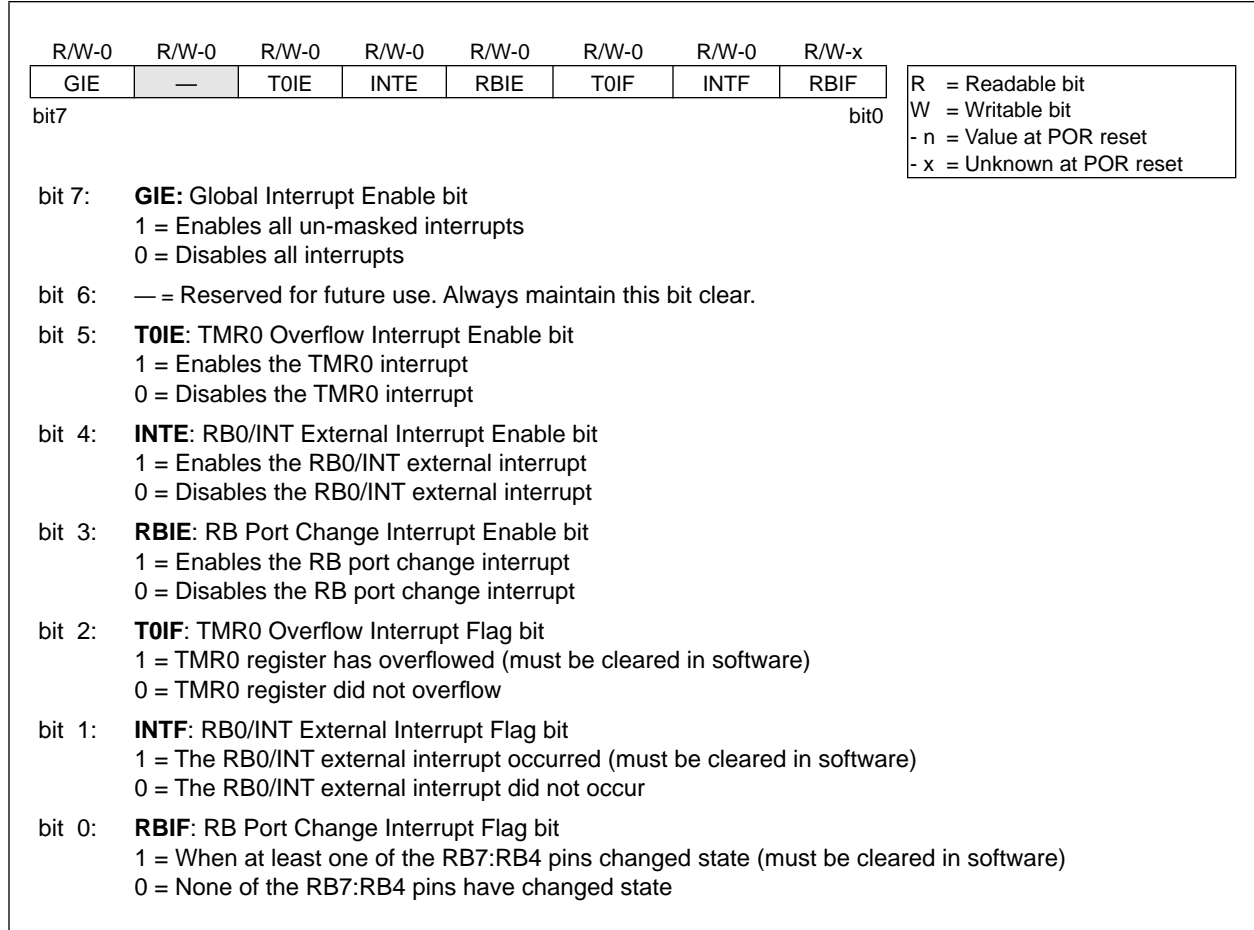 R/W-0 R/W-0 R/W-0 R/W-0 R/W-0 R/W-0 R/W-0 R/W-x
GIE — T0IE INTE RBIE T0IF INTF RBIF
bit7 bit0
R = Readable bit
W = Writable bit
- n = Value at POR reset
- x = Unknown at POR reset
bit 7: GIE: Global Interrupt Enable bit
1 = Enables all un-masked interrupts
0 = Disables all interrupts
bit 6: — = Reserved for future use. Always maintain this bit clear.
bit 5: T0IE: TMR0 Overflow Interrupt Enable bit
1 = Enables the TMR0 interrupt
0 = Disables the TMR0 interrupt
bit 4: INTE: RB0/INT External Interrupt Enable bit
1 = Enables the RB0/INT external interrupt
0 = Disables the RB0/INT external interrupt
bit 3: RBIE: RB Port Change Interrupt Enable bit
1 = Enables the RB port change interrupt
0 = Disables the RB port change interrupt
bit 2: T0IF: TMR0 Overflow Interrupt Flag bit
1 = TMR0 register has overflowed (must be cleared in software)
0 = TMR0 register did not overflow
bit 1: INTF: RB0/INT External Interrupt Flag bit
1 = The RB0/INT external interrupt occurred (must be cleared in software)
0 = The RB0/INT external interrupt did not occur
bit 0: RBIF: RB Port Change Interrupt Flag bit
1 = When at least one of the RB7:RB4 pins changed state (must be cleared in software)
0 = None of the RB7:RB4 pins have changed state